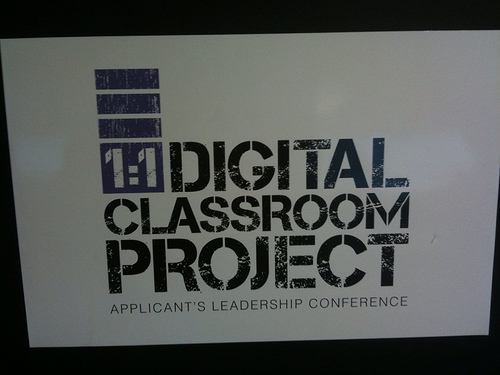 1:1 DIGITAL
CLASSROOM
PROJECT
APPLICANT'S LEADERSHIP CONFERENCE